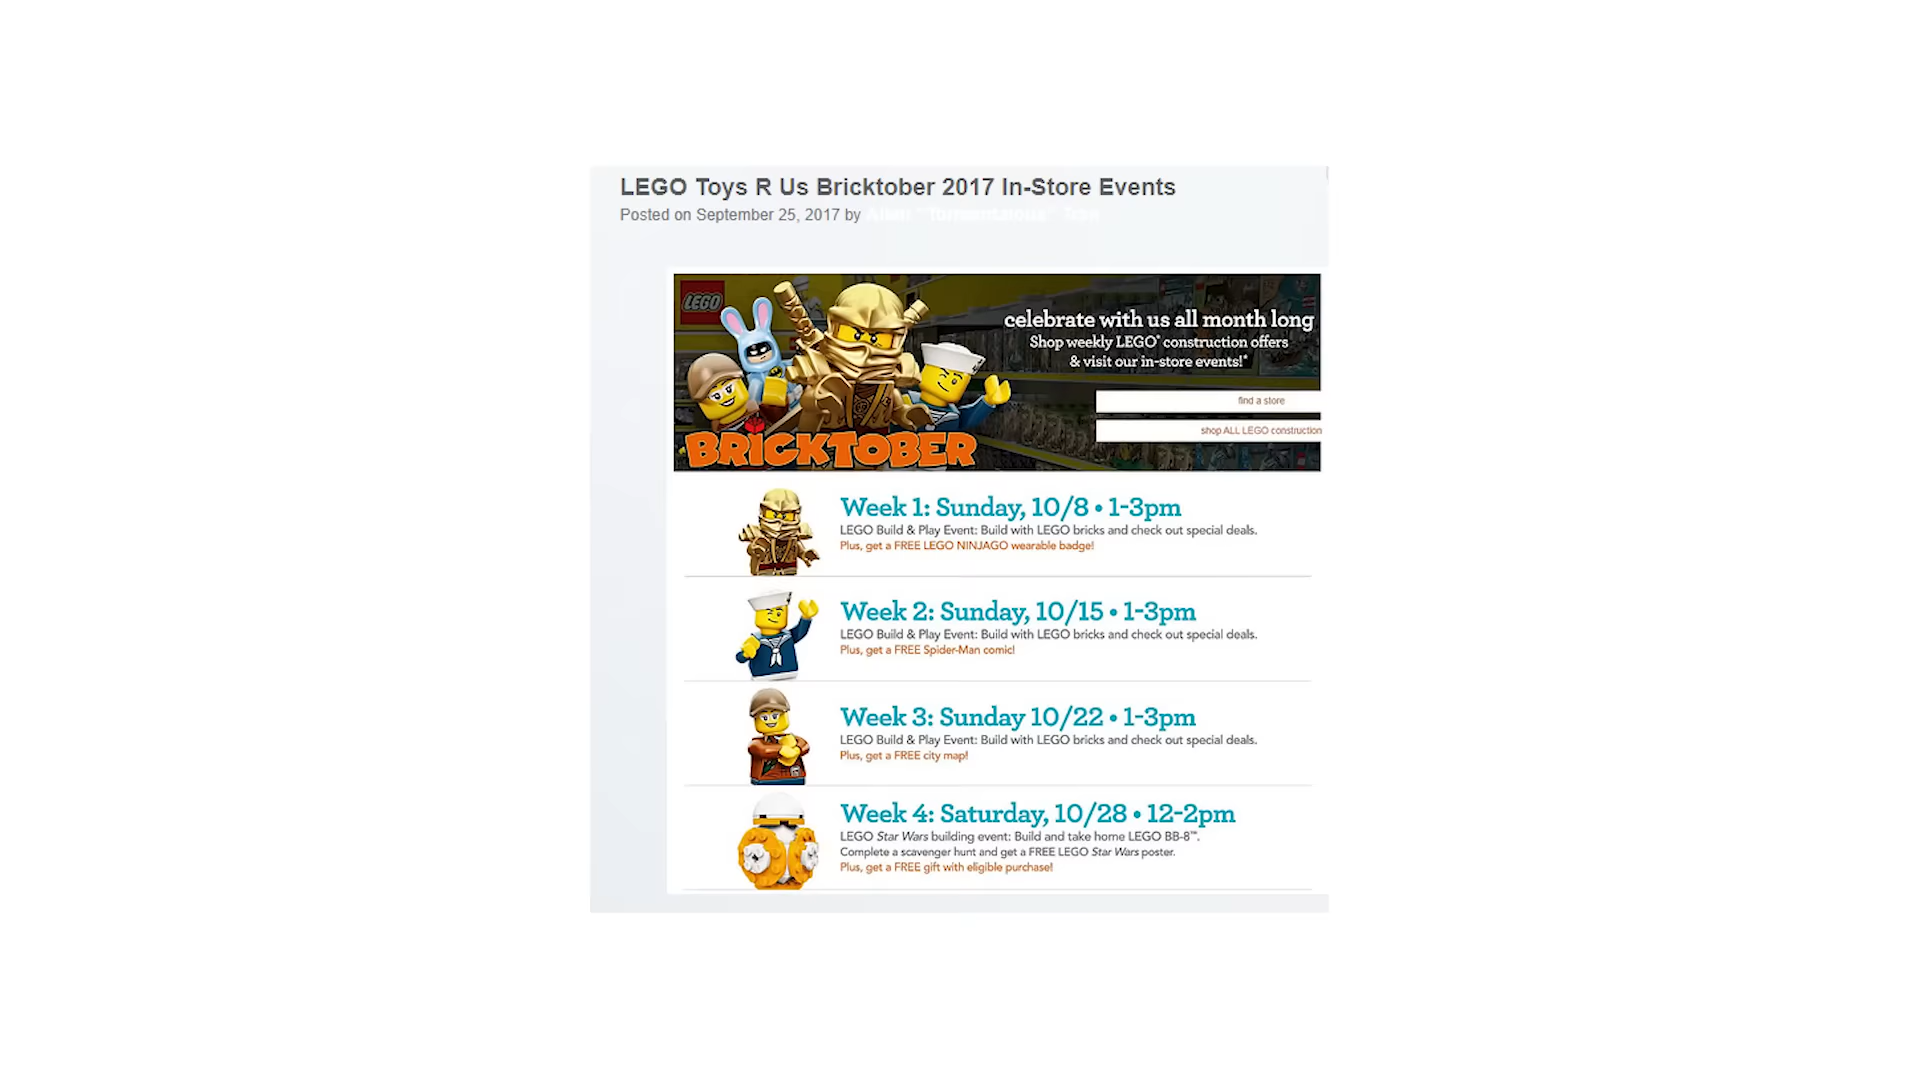 LEGO Toys R Us Bricktober 2017 In-Store Events
Posted on September 25, 2017 by
LEGO
celebrate with us all month long
Shop weekly LEGO® construction offers
& visit our in-store events!*
find a store
shop ALL LEGO construction
BRICKTOBER
Week 1: Sunday, 10/8 • 1-3pm
LEGO Build & Play Event: Build with LEGO bricks and check out special deals.
Plus, get a FREE LEGO NINJAGO wearable badge!
Week 2: Sunday, 10/15 • 1-3pm
LEGO Build & Play Event: Build with LEGO bricks and check out special deals.
Plus, get a FREE Spider-Man comic!
Week 3: Sunday 10/22 • 1-3pm
LEGO Build & Play Event: Build with LEGO bricks and check out special deals.
Plus, get a FREE city map!
Week 4: Saturday, 10/28 • 12-2pm
LEGO Star Wars building event: Build and take home LEGO BB-8™.
Complete a scavenger hunt and get a FREE LEGO Star Wars poster.
Plus, get a FREE gift with eligible purchase!